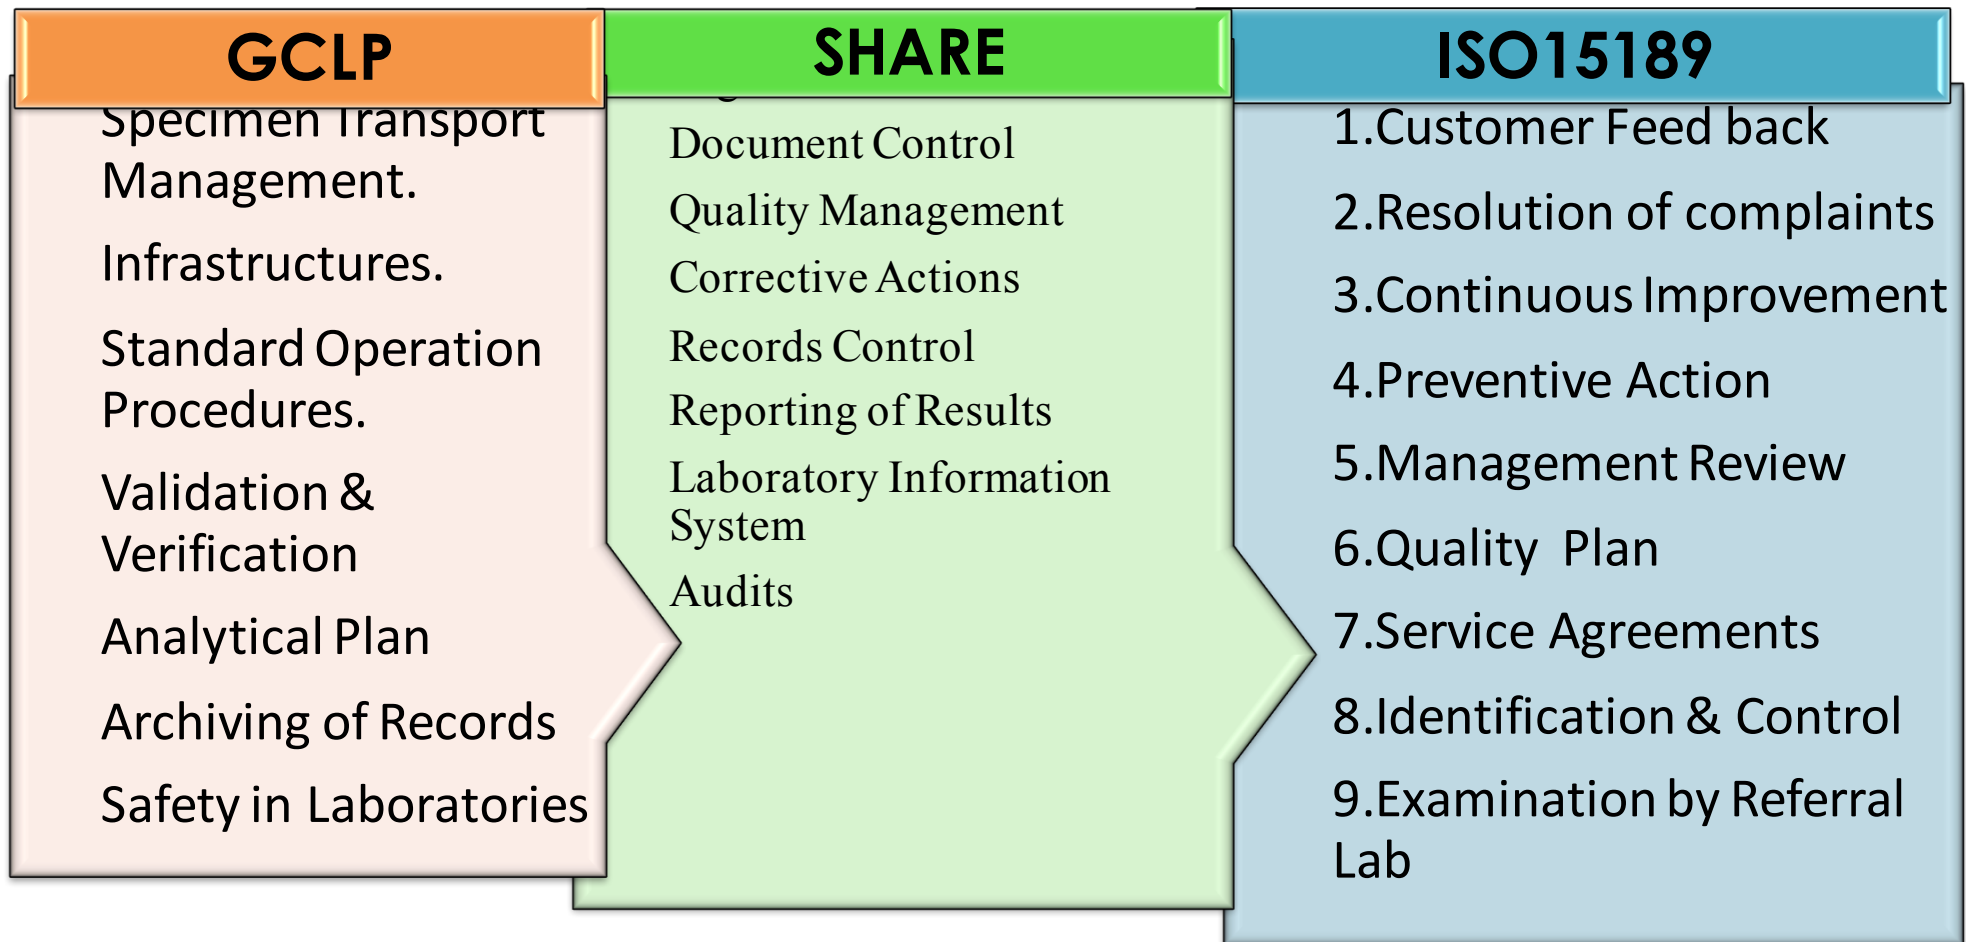 GCLP
Specimen Transport
Management.
Infrastructures.
Standard Operation
Procedures.
Validation &
Verification
Analytical Plan
Archiving of Records
Safety in Laboratories
SHARE
Document Control
Quality Management
Corrective Actions
Records Control
Reporting of Results
Laboratory Information
System
Audits
ISO15189
1.Customer Feed back
2.Resolution of complaints
3.Continuous Improvement
4.Preventive Action
5.Management Review
6.Quality Plan
7.Service Agreements
8.Identification & Control
9.Examination by Referral
Lab